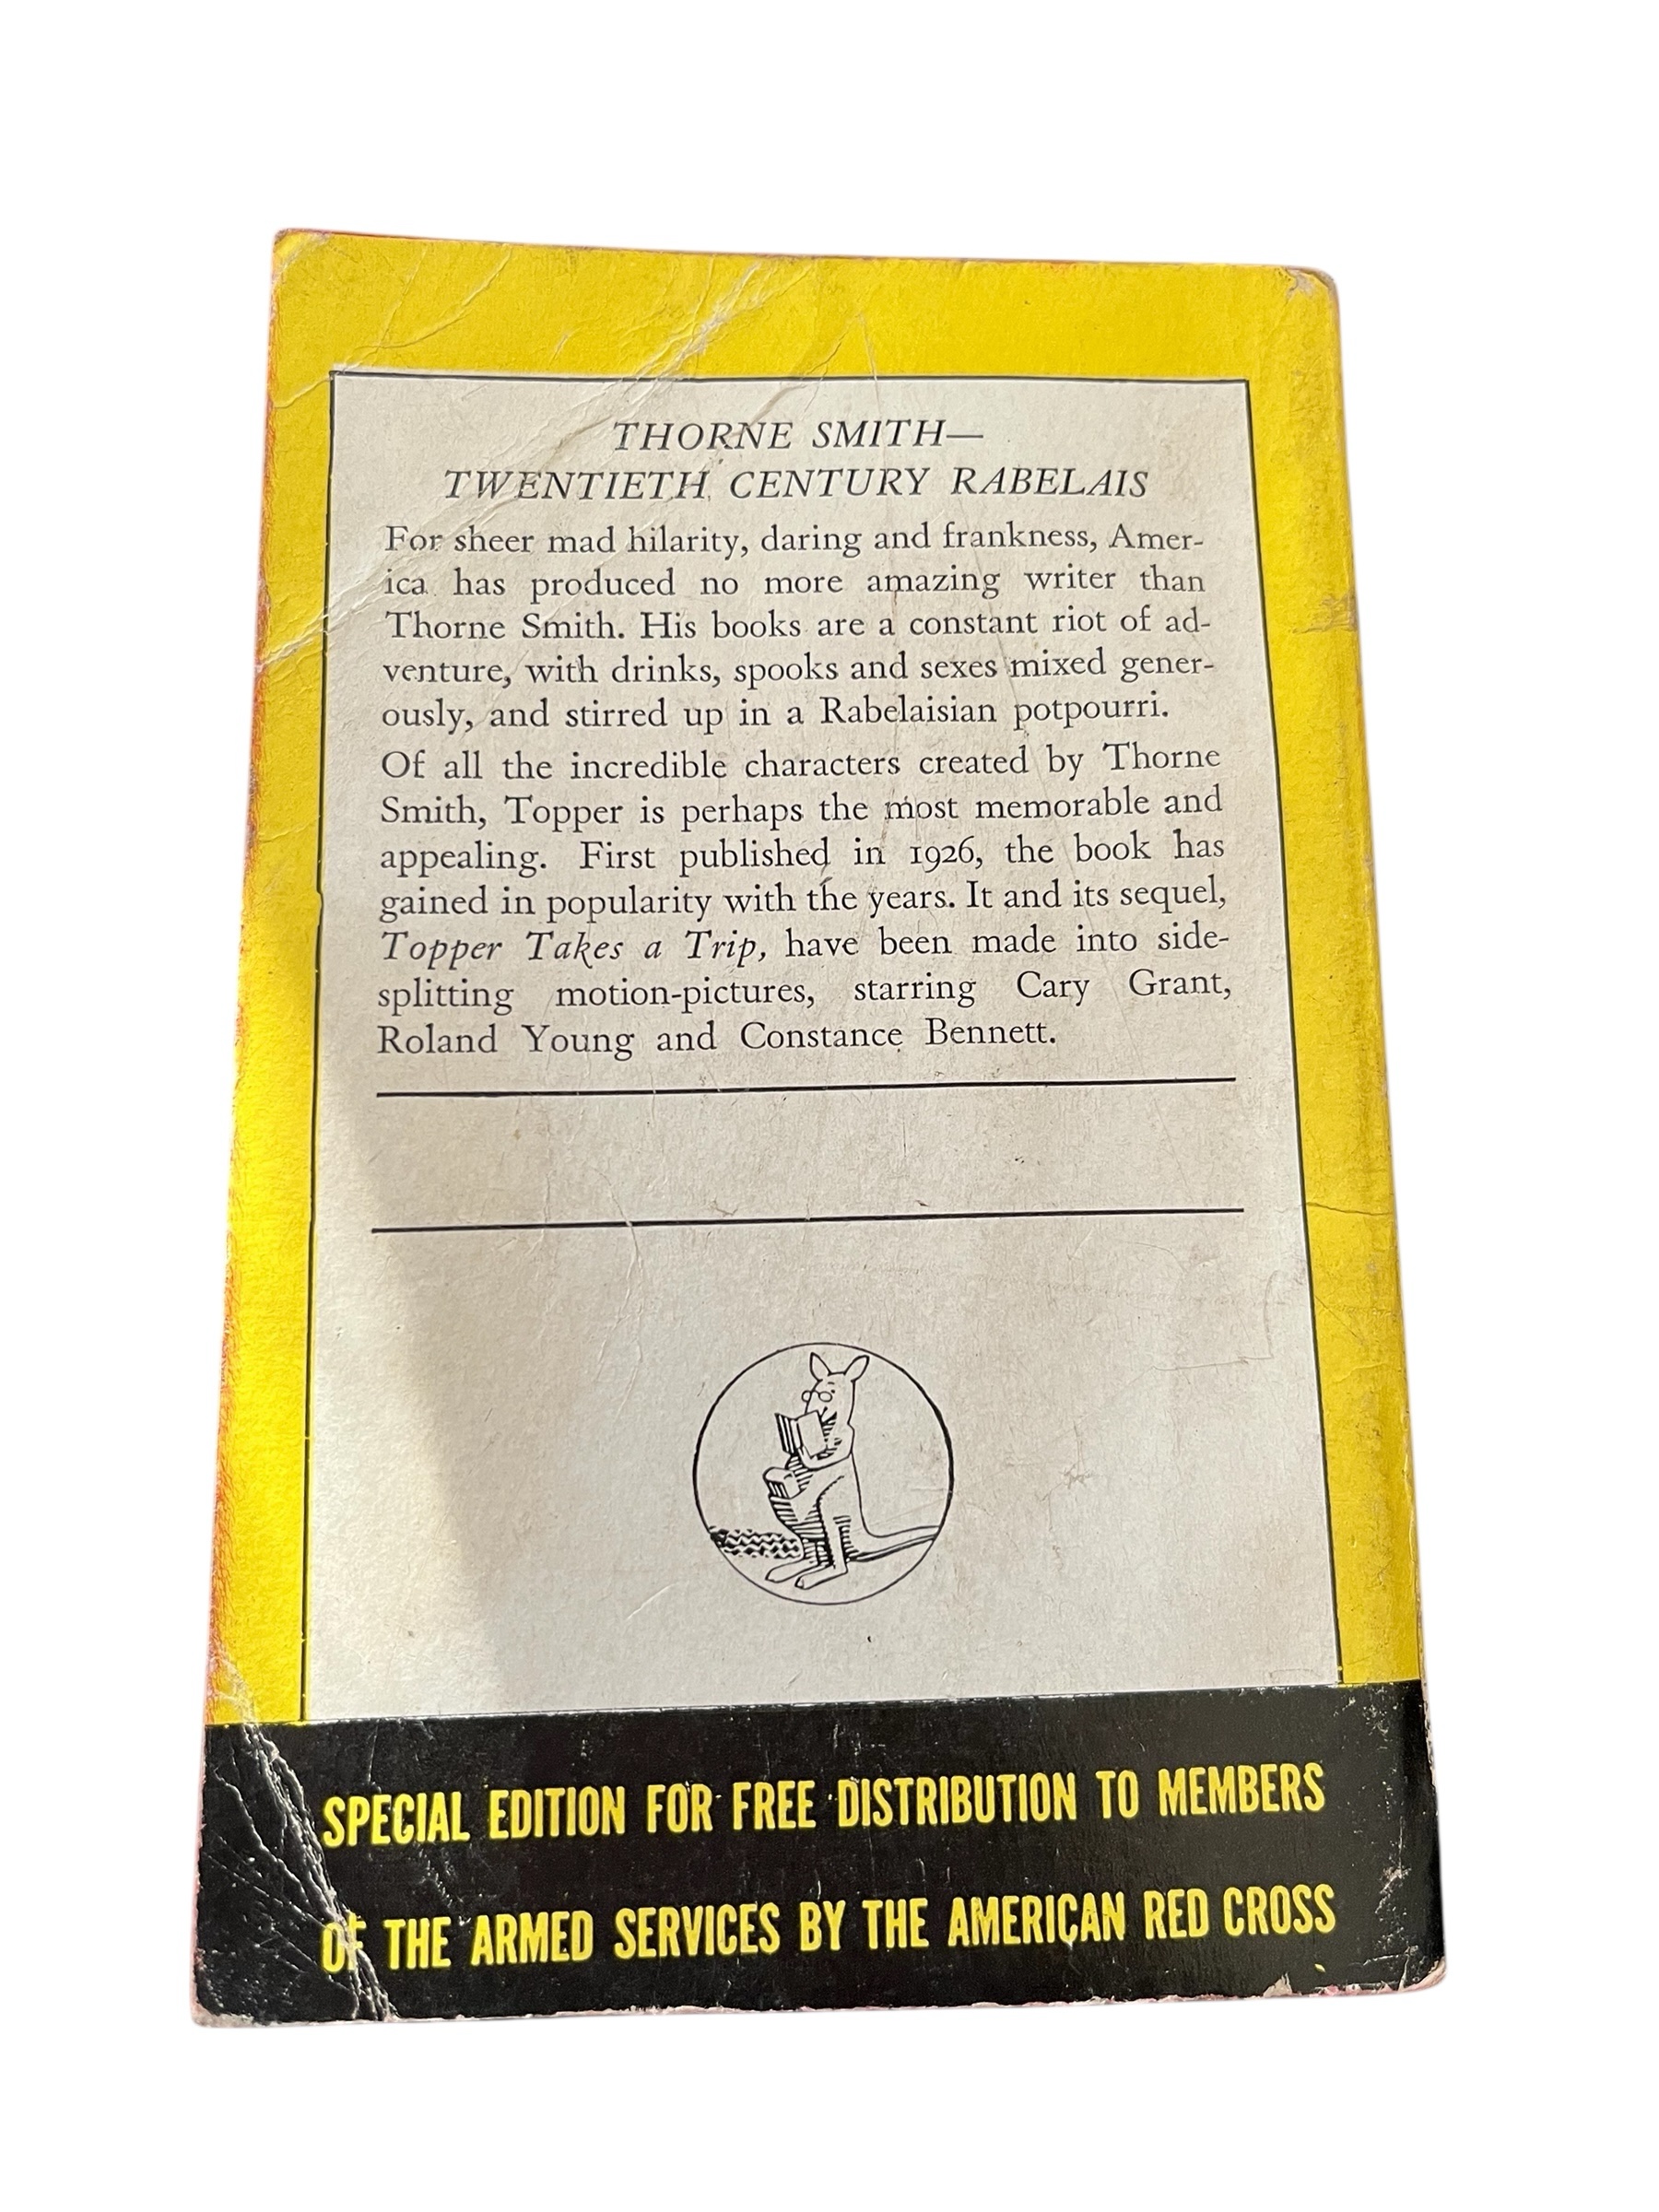 THORNE SMITH—
TWENTIETH CENTURY RABELAIS
For sheer mad hilarity, daring and frankness, Amer-
ica has produced no more amazing writer than
Thorne Smith. His books are a constant riot of ad-
venture, with drinks, spooks and sexes mixed gener-
ously, and stirred up in a Rabelaisian potpourri.
Of all the incredible characters created by Thorne
Smith, Topper is perhaps the most memorable and
appealing. First published in 1926, the book has
gained in popularity with the years. It and its sequel,
Topper Takes a Trip, have been made into side-
splitting motion-pictures, starring Cary Grant,
Roland Young and Constance Bennett.
SPECIAL EDITION FOR FREE DISTRIBUTION TO MEMBERS
OF THE ARMED SERVICES BY THE AMERICAN RED CROSS